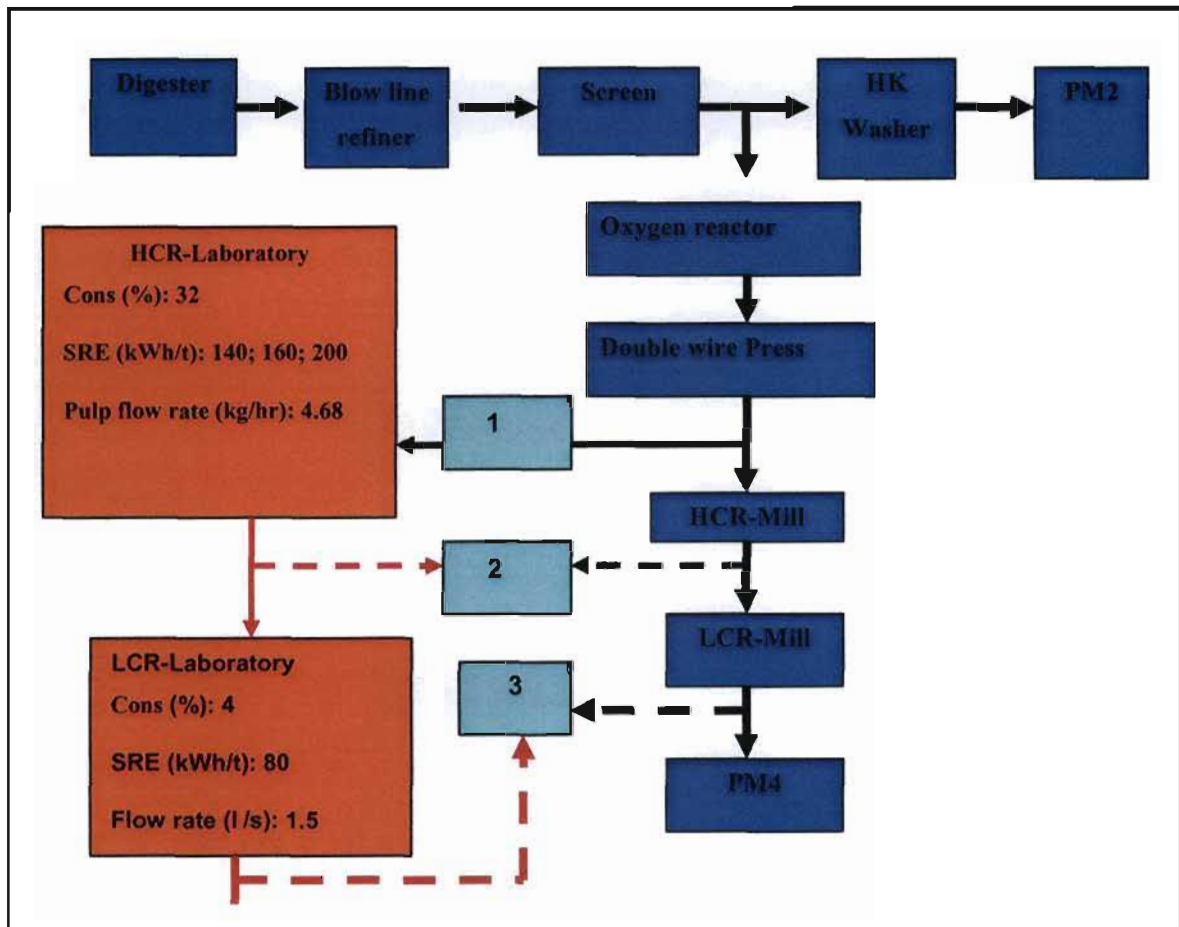 Digester
Blow line
refiner
Screen
HK
Washer
PM2
Oxygen reactor
Double wire Press
HCR-Laboratory
Cons (%): 32
SRE (kWh/t): 140; 160; 200
Pulp flow rate (kg/hr): 4.68
1
HCR-Mill
2
LCR-Mill
LCR-Laboratory
Cons (%): 4
SRE (kWh/t): 80
Flow rate (l /s): 1.5
3
PM4